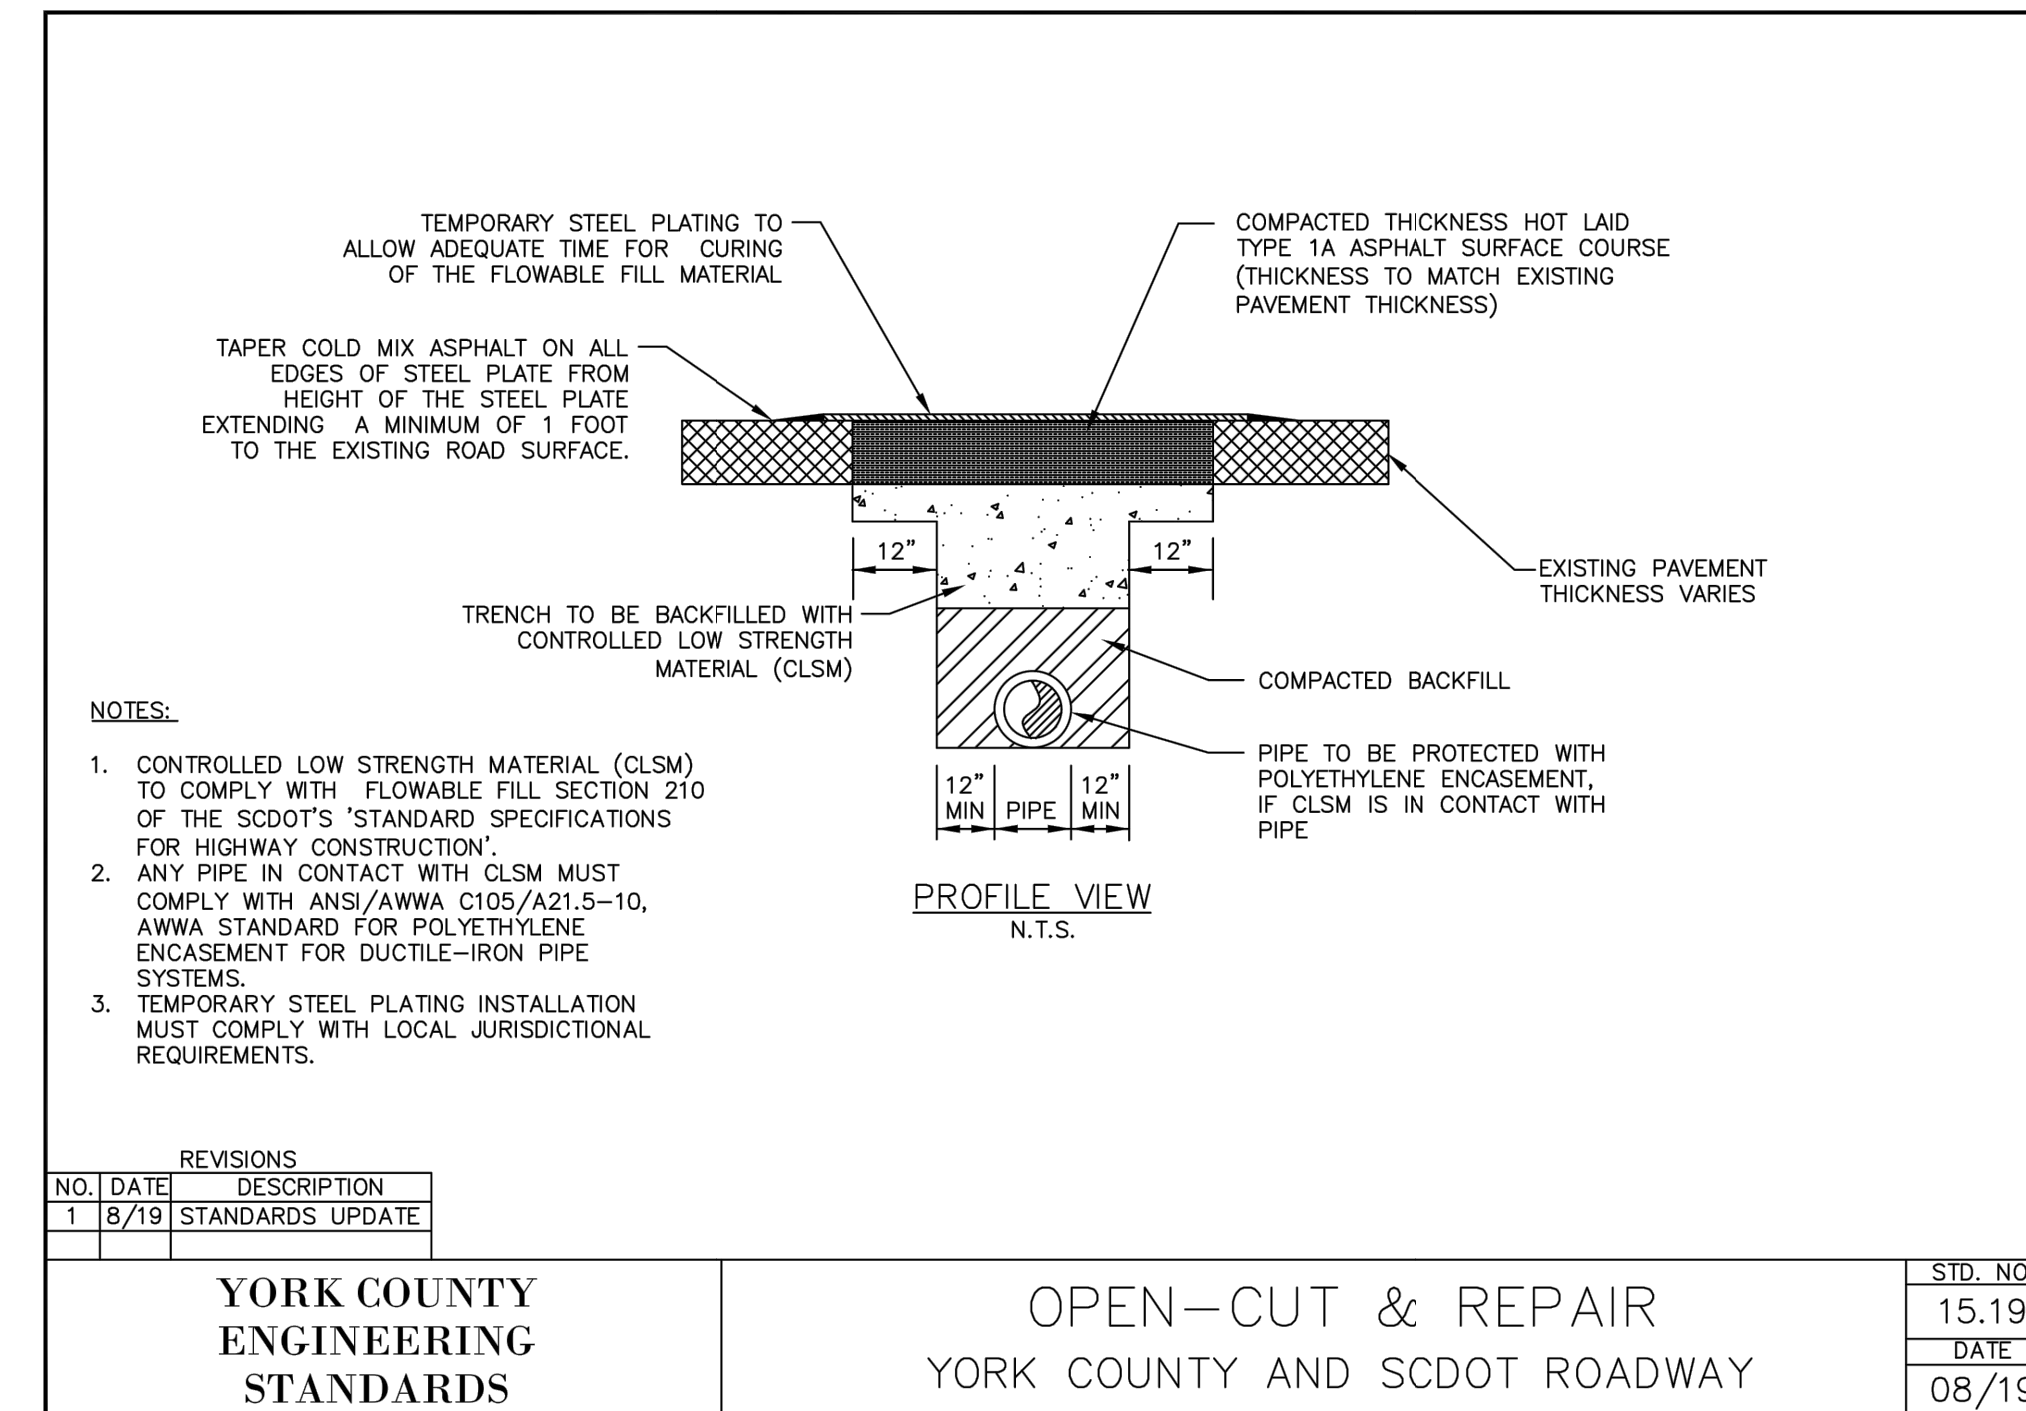 TEMPORARY STEEL PLATING TO
ALLOW ADEQUATE TIME FOR CURING
OF THE FLOWABLE FILL MATERIAL
COMPACTED THICKNESS HOT LAID
TYPE 1A ASPHALT SURFACE COURSE
(THICKNESS TO MATCH EXISTING
PAVEMENT THICKNESS)
TAPER COLD MIX ASPHALT ON ALL
EDGES OF STEEL PLATE FROM
HEIGHT OF THE STEEL PLATE
EXTENDING A MINIMUM OF 1 FOOT
TO THE EXISTING ROAD SURFACE.
12"
12"
EXISTING PAVEMENT
THICKNESS VARIES
TRENCH TO BE BACKFILLED WITH
CONTROLLED LOW STRENGTH
MATERIAL (CLSM)
COMPACTED BACKFILL
PIPE TO BE PROTECTED WITH
POLYETHYLENE ENCASEMENT,
IF CLSM IS IN CONTACT WITH
PIPE
12"
MIN
PIPE
12"
MIN
PROFILE VIEW
N.T.S.
NOTES:
1. CONTROLLED LOW STRENGTH MATERIAL (CLSM)
TO COMPLY WITH FLOWABLE FILL SECTION 210
OF THE SCDOT'S 'STANDARD SPECIFICATIONS
FOR HIGHWAY CONSTRUCTION'.
2. ANY PIPE IN CONTACT WITH CLSM MUST
COMPLY WITH ANSI/AWWA C105/A21.5-10,
AWWA STANDARD FOR POLYETHYLENE
ENCASEMENT FOR DUCTILE-IRON PIPE
SYSTEMS.
3. TEMPORARY STEEL PLATING INSTALLATION
MUST COMPLY WITH LOCAL JURISDICTIONAL
REQUIREMENTS.
REVISIONS
NO. DATE DESCRIPTION
1 8/19 STANDARDS UPDATE
YORK COUNTY
ENGINEERING
STANDARDS
OPEN-CUT & REPAIR
YORK COUNTY AND SCDOT ROADWAY
STD. NO
15.19
DATE
08/19